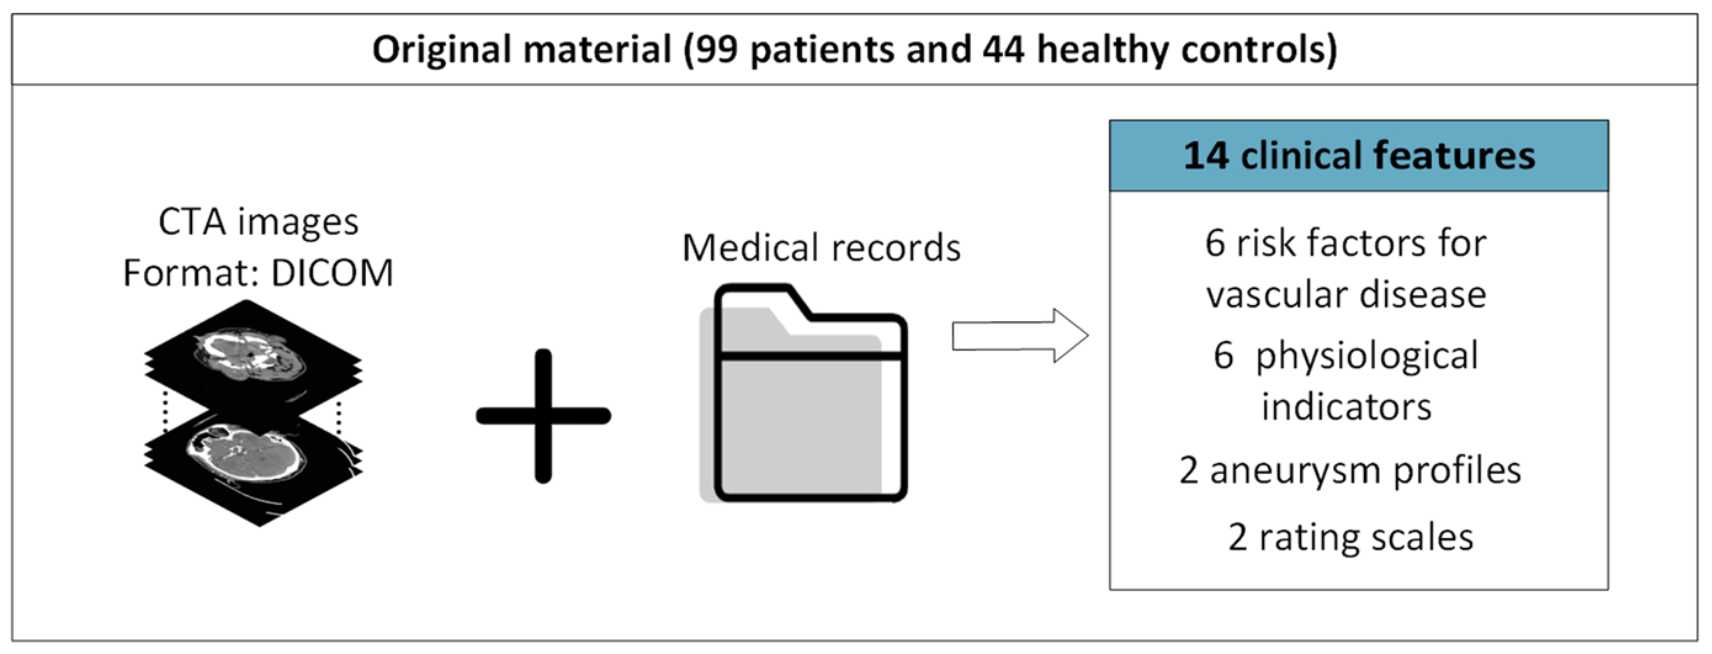 Original material (99 patients and 44 healthy controls)
CTA images
Format: DICOM
Medical records
14 clinical features
6 risk factors for
vascular disease
6 physiological
indicators
2 aneurysm profiles
2 rating scales